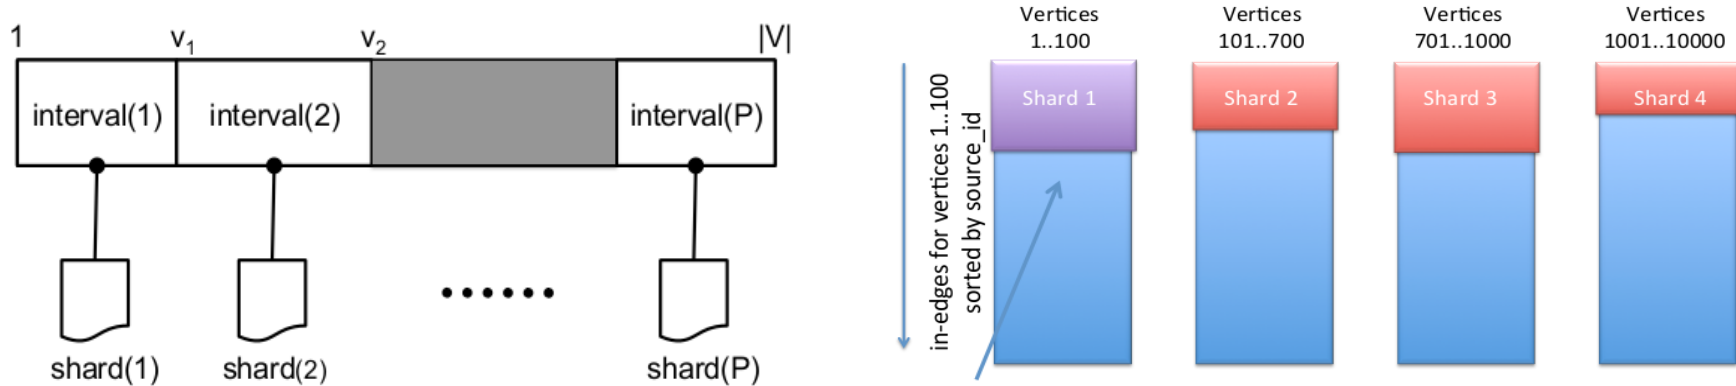 1 v₁ v₂ |V|
interval(1) interval(2) interval(P)
shard(1) shard(2) shard(P)
in-edges for vertices 1..100
sorted by source_id
Vertices
1..100
Shard 1
Vertices
101..700
Shard 2
Vertices
701..1000
Shard 3
Vertices
1001..10000
Shard 4